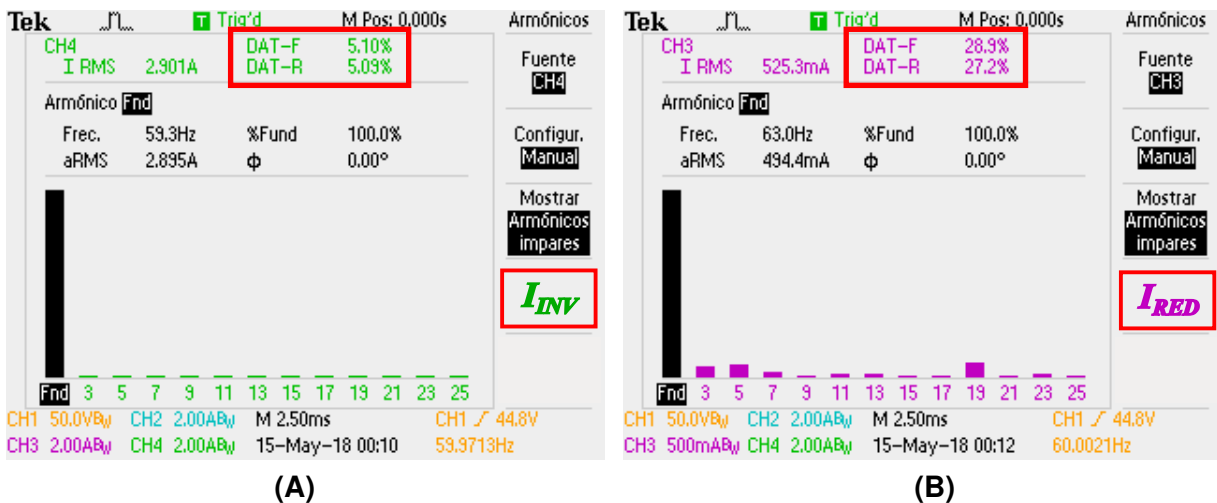 Tek T Trig'd M Pos: 0,000s Armónicos
CH4 DAT-F 5.10%
I RMS 2.901A DAT-R 5.09%
Fuente
CH4
Armónico Fnd
Frec. 59.3Hz %Fund 100.0%
aRMS 2.895A ϕ 0.00°
Configur.
Manual
Mostrar
Armónicos
impares
I_INV
Fnd 3 5 7 9 11 13 15 17 19 21 23 25
CH1 50.0VBW CH2 2.00ABW M 2.50ms CH1 / 44.8V
CH3 2.00ABW CH4 2.00ABW 15-May-18 00:10 59.9713Hz
(A)
Tek T Trig'd M Pos: 0,000s Armónicos
CH3 DAT-F 28.9%
I RMS 525.3mA DAT-R 27.2%
Fuente
CH3
Armónico Fnd
Frec. 63.0Hz %Fund 100.0%
aRMS 494.4mA ϕ 0.00°
Configur.
Manual
Mostrar
Armónicos
impares
I_RED
Fnd 3 5 7 9 11 13 15 17 19 21 23 25
CH1 50.0VBW CH2 2.00ABW M 2.50ms CH1 / 44.8V
CH3 500mABW CH4 2.00ABW 15-May-18 00:12 60.0021Hz
(B)